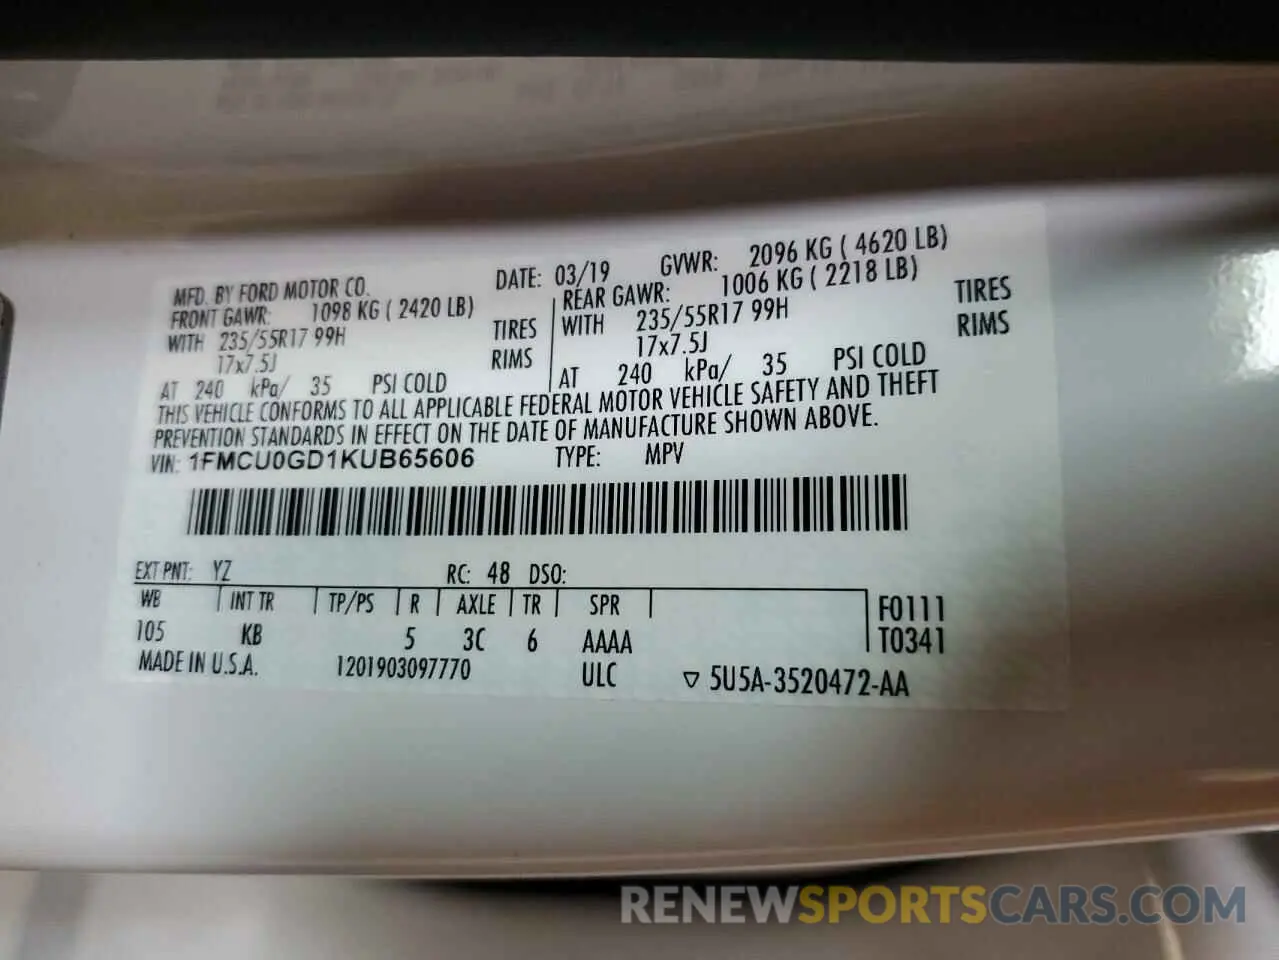 MFD. BY FORD MOTOR CO. DATE: 03/19 GVWR: 2096 KG ( 4620 LB)
FRONT GAWR: 1098 KG ( 2420 LB) REAR GAWR: 1006 KG ( 2218 LB)
WITH 235/55R17 99H TIRES WITH 235/55R17 99H TIRES
17x7.5J RIMS 17x7.5J RIMS
AT 240 kPa/ 35 PSI COLD AT 240 kPa/ 35 PSI COLD
THIS VEHICLE CONFORMS TO ALL APPLICABLE FEDERAL MOTOR VEHICLE SAFETY AND THEFT
PREVENTION STANDARDS IN EFFECT ON THE DATE OF MANUFACTURE SHOWN ABOVE.
VIN: 1FMCU0GD1KUB65606 TYPE: MPV
EXT PNT: YZ RC: 48 DSO:
WB INT TR TP/PS R AXLE TR SPR F0111
105 KB 5 3C 6 AAAA T0341
MADE IN U.S.A. 1201903097770 ULC ▽ 5U5A-3520472-AA
RENEWSPORTSCARS.COM